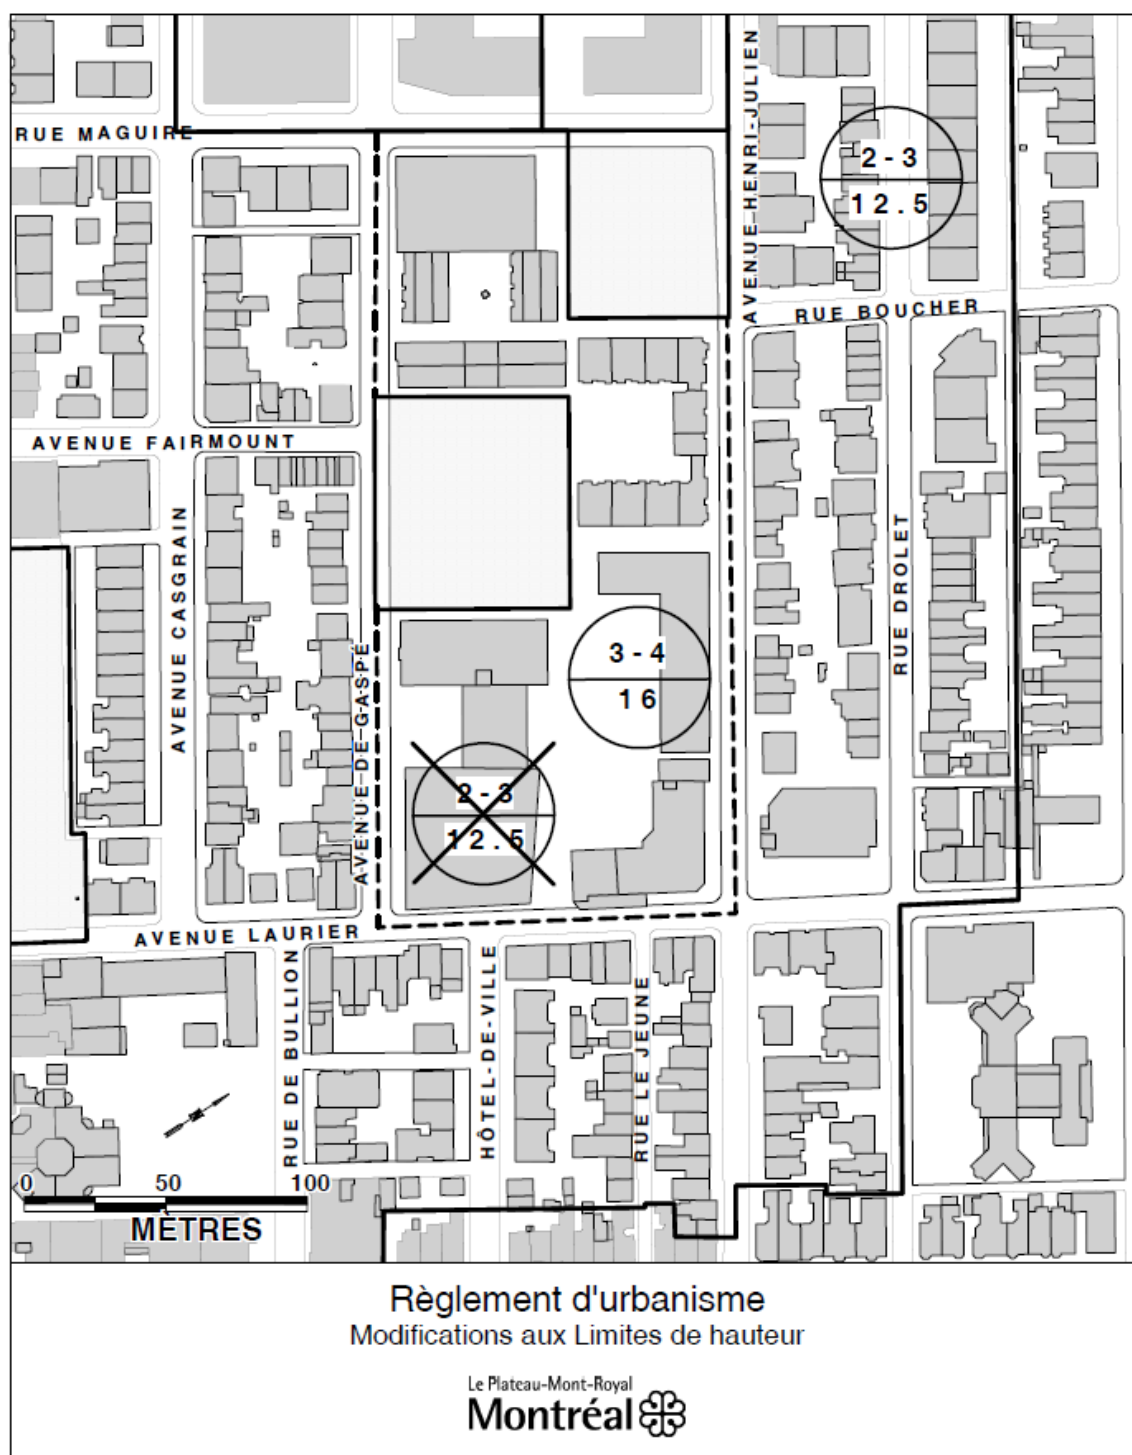 RUE MAGUIRE
AVENUE HENRI-JULIEN
2-3
12.5
RUE BOUCHER
AVENUE FAIRMOUNT
AVENUE CASGRAIN
AVENUE-DE-GASPÉ
RUE DROLET
3-4
16
2-3
12.5
AVENUE LAURIER
RUE DE BULLION
HÔTEL-DE-VILLE
RUE LE JEUNE
0 50 100
MÈTRES
Règlement d'urbanisme
Modifications aux Limites de hauteur
Le Plateau-Mont-Royal
Montréal